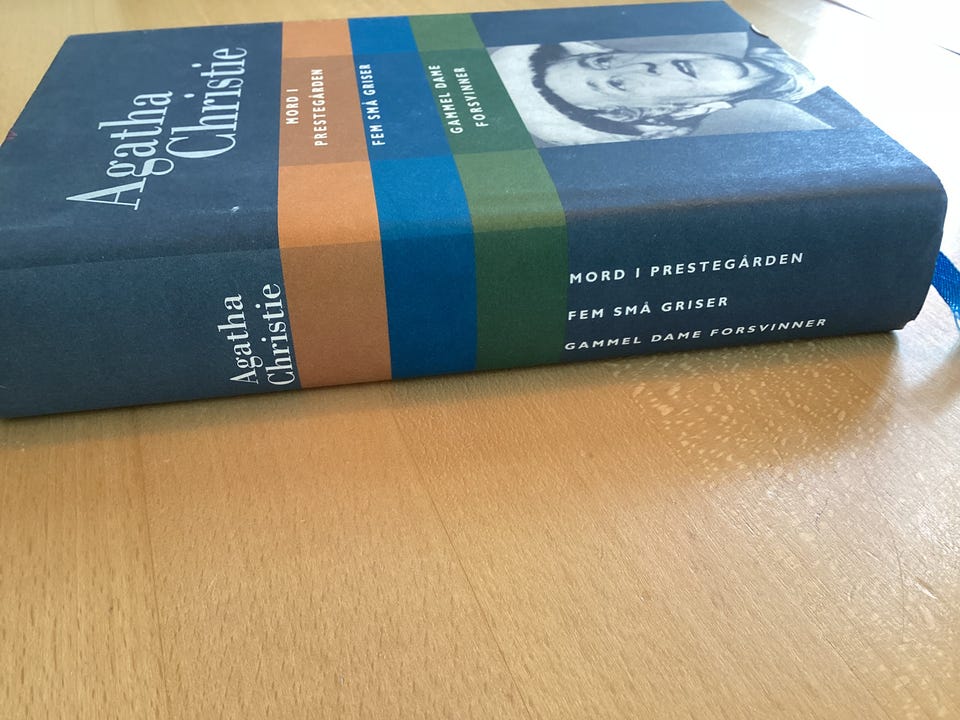 Agatha
Christie
MORD I
PRESTEGÅRDEN
FEM SMÅ GRISER
GAMMEL DAME
FORSVINNER
Agatha
Christie
MORD I PRESTEGÅRDEN
FEM SMÅ GRISER
GAMMEL DAME FORSVINNER